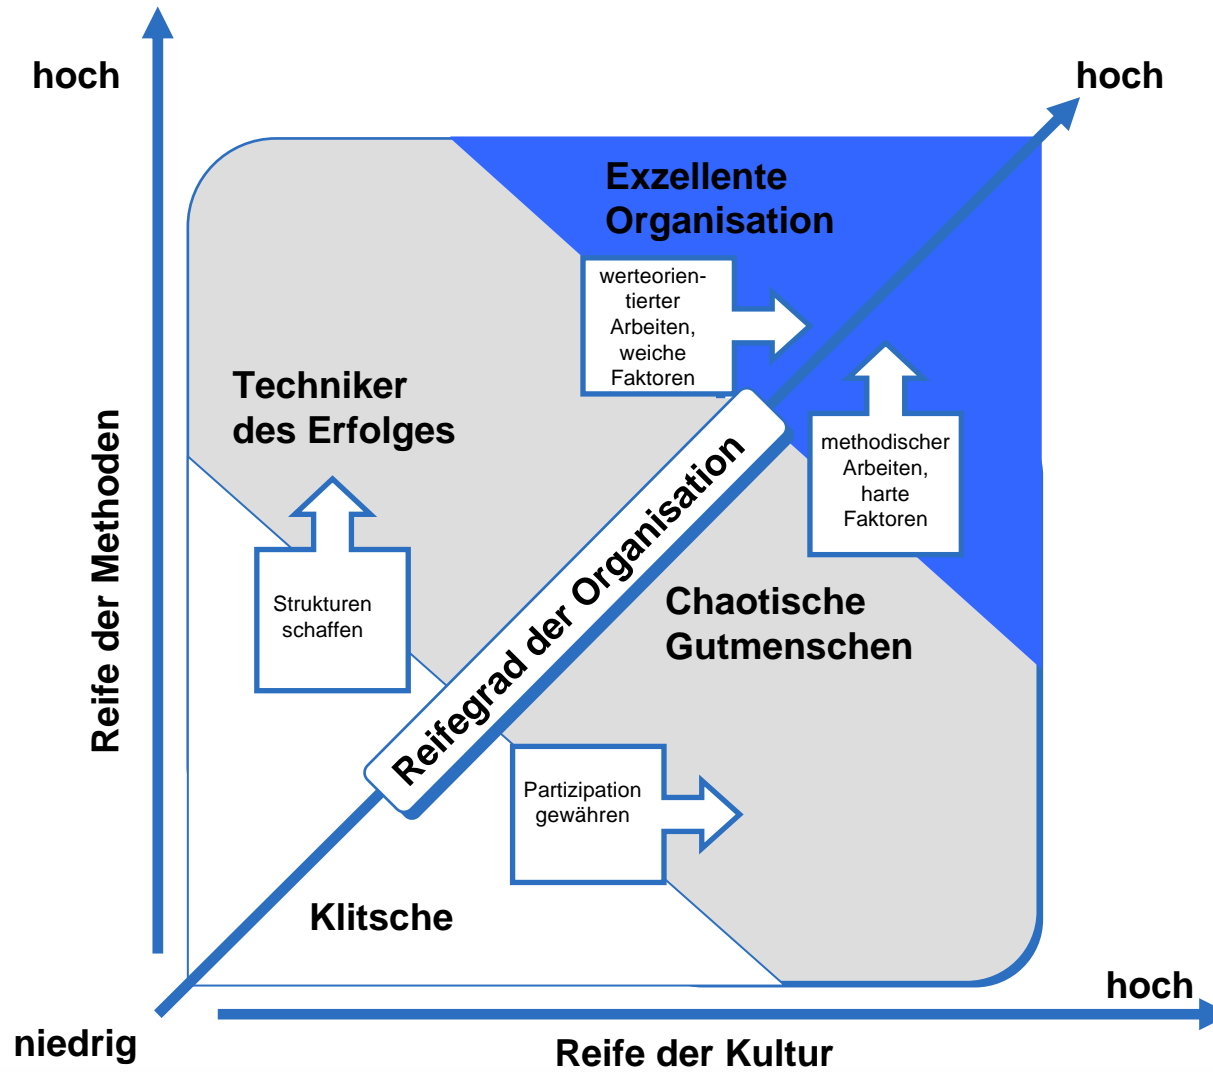 hoch
hoch
Exzellente
Organisation
werteorien-
tierter
Arbeiten,
weiche
Faktoren
Techniker
des Erfolges
methodischer
Arbeiten,
harte
Faktoren
Reife der Methoden
Reifegrad der Organisation
Strukturen
schaffen
Chaotische
Gutmenschen
Partizipation
gewähren
Klitsche
hoch
niedrig
Reife der Kultur